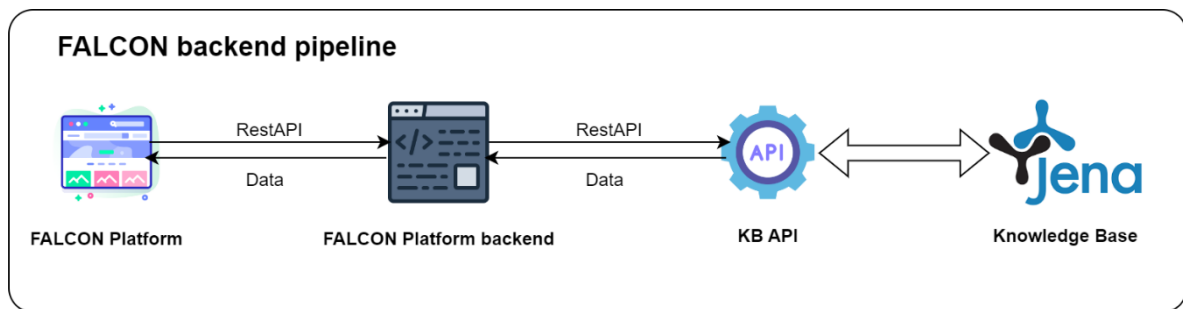 FALCON backend pipeline
RestAPI
RestAPI
</>
API
Jena
Data
Data
FALCON Platform
FALCON Platform backend
KB API
Knowledge Base